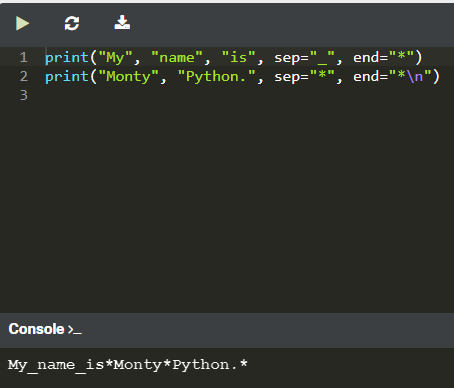 1 print("My", "name", "is", sep="_", end="*")
2 print("Monty", "Python.", sep="*", end="*\n")
3
Console >_
My_name_is*Monty*Python.*